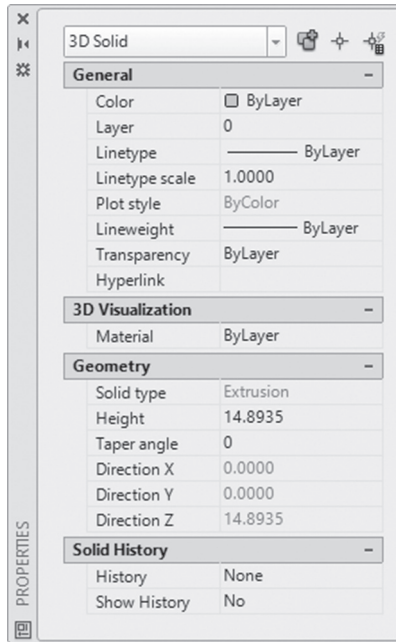 3D Solid
General
Color ByLayer
Layer 0
Linetype ByLayer
Linetype scale 1.0000
Plot style ByColor
Lineweight ByLayer
Transparency ByLayer
Hyperlink
3D Visualization
Material ByLayer
Geometry
Solid type Extrusion
Height 14.8935
Taper angle 0
Direction X 0.0000
Direction Y 0.0000
Direction Z 14.8935
Solid History
History None
Show History No
PROPERTIES